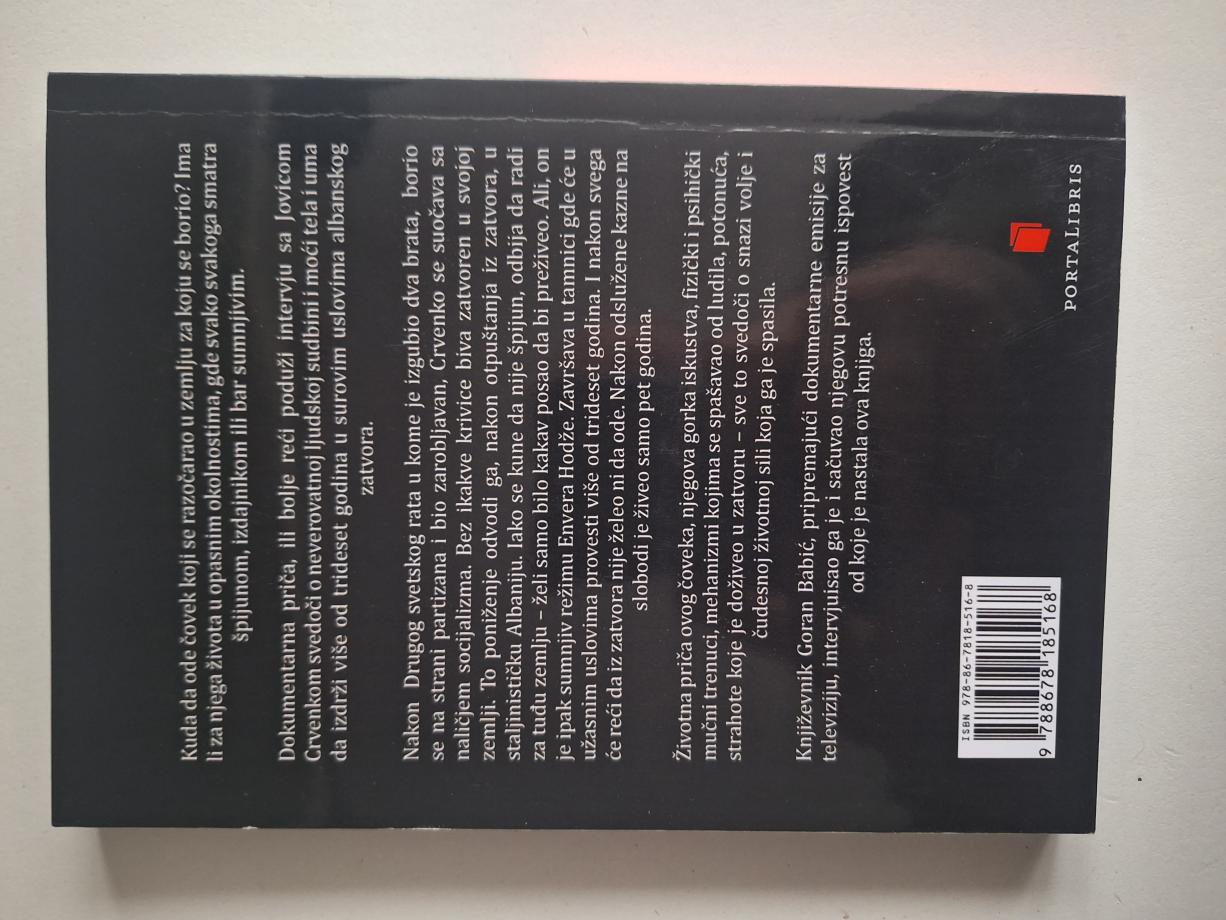 Kuda da ode čovek koji se razočarao u zemlju za koju se borio? Ima
li za njega života u opasnim okolnostima, gde svako svakoga smatra
špijunom, izdajnikom ili bar sumnjivim.
Dokumentarna priča, ili bolje reći poduži intervju sa Jovicom
Crvenkom svedoči o neverovatnoj ljudskoj sudbini i moći tela i uma
da izdrži više od trideset godina u surovim uslovima albanskog
zatvora.
Nakon Drugog svetskog rata u kome je izgubio dva brata, borio
se na strani partizana i bio zarobljavan, Crvenko se suočava sa
naličjem socijalizma. Bez ikakve krivice biva zatvoren u svojoj
zemlji. To poniženje odvodi ga, nakon otpuštanja iz zatvora, u
staljinističku Albaniju. Iako se kune da nije špijun, odbija da radi
za tuđu zemlju – želi samo bilo kakav posao da bi preživeo. Ali, on
je ipak sumnjiv režimu Envera Hodže. Završava u tamnici gde će u
užasnim uslovima provesti više od trideset godina. I nakon svega
će reći da iz zatvora nije želeo ni da ode. Nakon odslužene kazne na
slobodi je živeo samo pet godina.
Životna priča ovog čoveka, njegova gorka iskustva, fizički i psihički
mučni trenuci, mehanizmi kojima se spašavao od ludila, potonuća,
strahote koje je doživeo u zatvoru – sve to svedoči o snazi volje i
čudesnoj životnoj sili koja ga je spasila.
Književnik Goran Babić, pripremajući dokumentarne emisije za
televiziju, intervjuisao ga je i sačuvao njegovu potresnu ispovest
od koje je nastala ova knjiga.
ISBN 978-86-7818-516-8
9 788678 185168
PORTALIBRIS